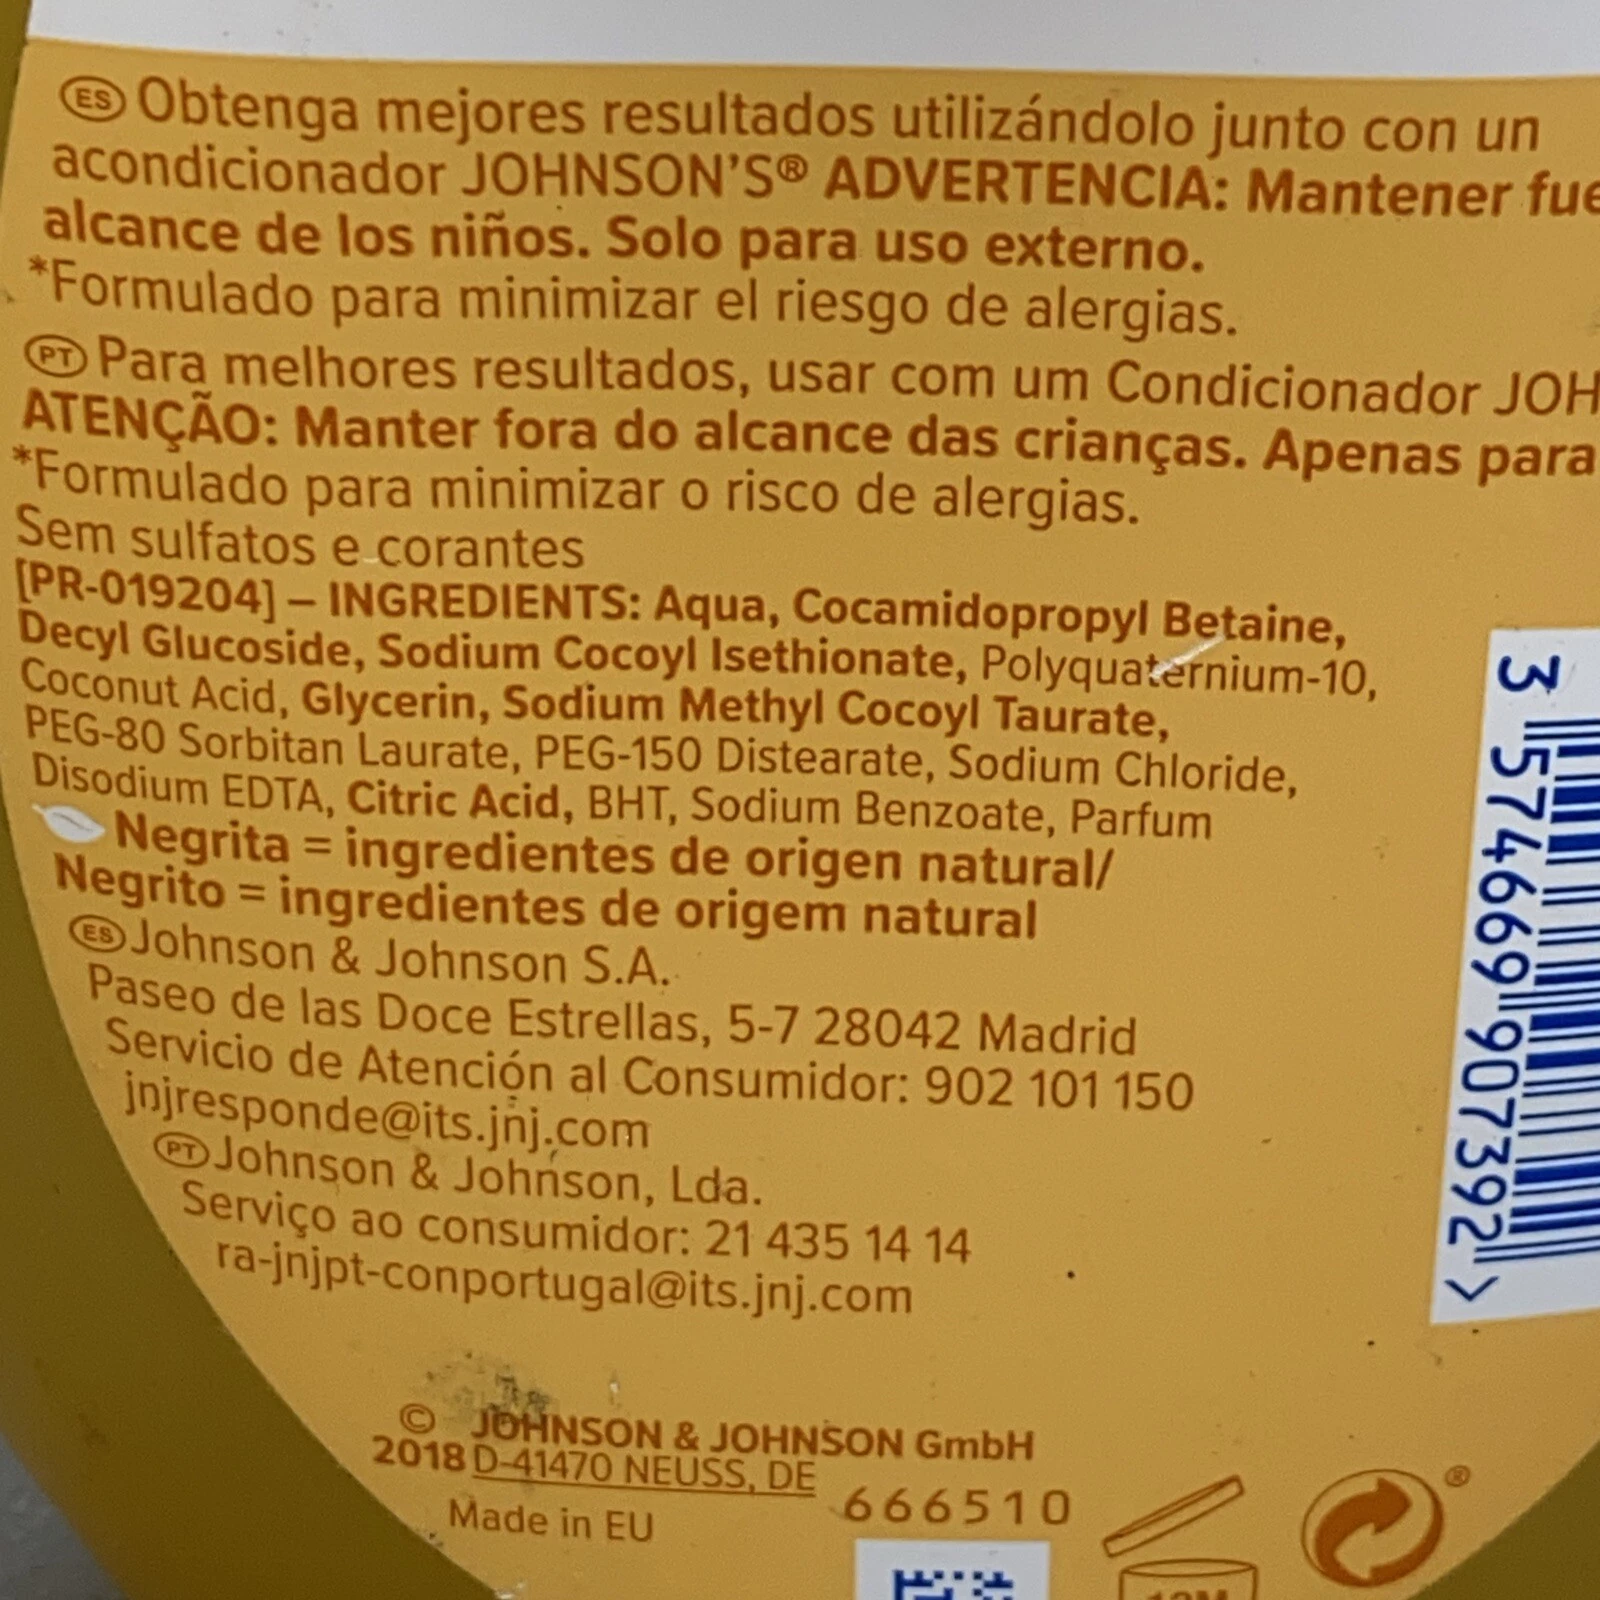 ES Obtenga mejores resultados utilizándolo junto con un
acondicionador JOHNSON'S® ADVERTENCIA: Mantener
alcance de los niños. Solo para uso externo.
*Formulado para minimizar el riesgo de alergias.
PT Para melhores resultados, usar com um Condicionador
ATENÇÃO: Manter fora do alcance das crianças. Apenas para
*Formulado para minimizar o risco de alergias.
Sem sulfatos e corantes
[PR-019204] – INGREDIENTS: Aqua, Cocamidopropyl Betaine,
Decyl Glucoside, Sodium Cocoyl Isethionate, Polyquaternium-10,
Coconut Acid, Glycerin, Sodium Methyl Cocoyl Taurate,
PEG-80 Sorbitan Laurate, PEG-150 Distearate, Sodium Chloride,
Disodium EDTA, Citric Acid, BHT, Sodium Benzoate, Parfum
Negrita = ingredientes de origen natural/
Negrito = ingredientes de origem natural
ES Johnson & Johnson S.A.
Paseo de las Doce Estrellas, 5-7 28042 Madrid
Servicio de Atención al Consumidor: 902 101 150
jnjresponde@its.jnj.com
PT Johnson & Johnson, Lda.
Serviço ao consumidor: 21 435 14 14
ra-jnjpt-conportugal@its.jnj.com
© JOHNSON & JOHNSON GmbH
2018 D-41470 NEUSS, DE
Made in EU
666510
®
3 574669 907392 >